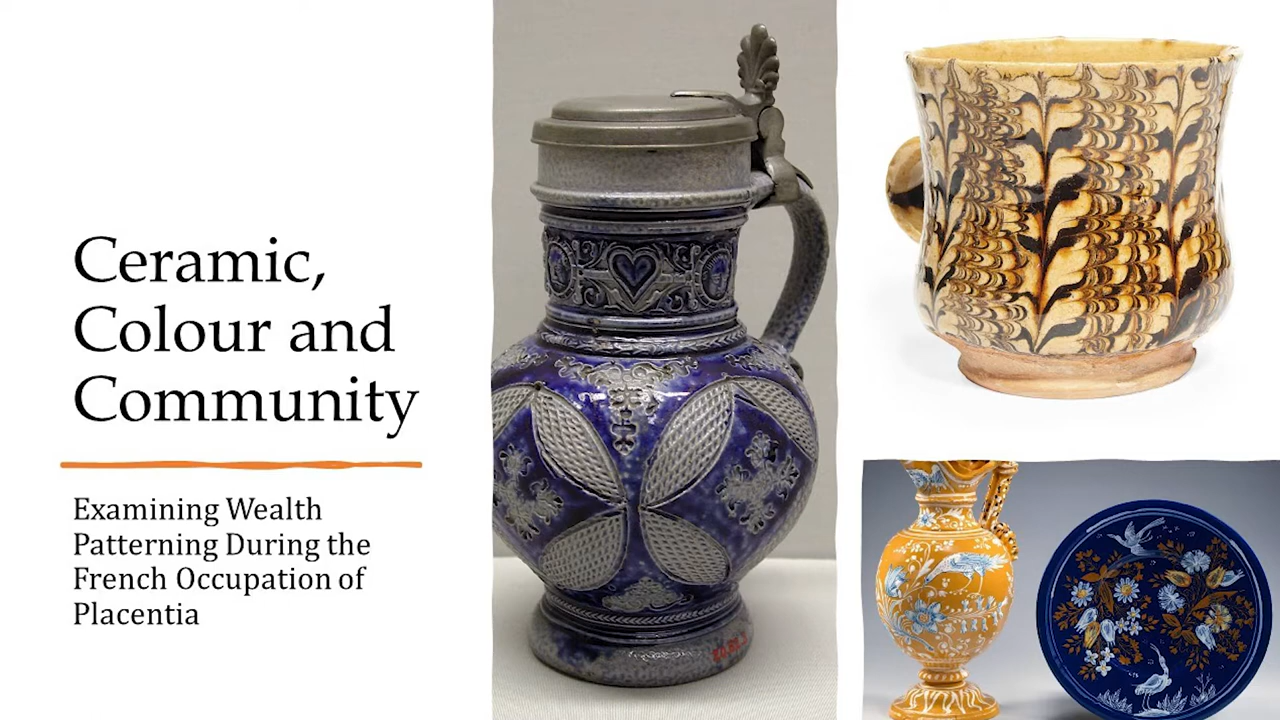 Ceramic,
Colour and
Community
Examining Wealth
Patterning During the
French Occupation of
Placentia